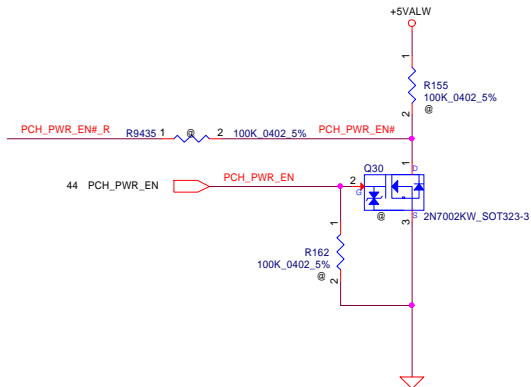 +5VALW
1
R155
100K_0402_5%
2
@
PCH_PWR_EN#_R
R9435 1
@
2
100K_0402_5%
PCH_PWR_EN#
1
D
Q30
44
PCH_PWR_EN
PCH_PWR_EN
2
G
@
S
3
2N7002KW_SOT323-3
1
R162
100K_0402_5%
2
@